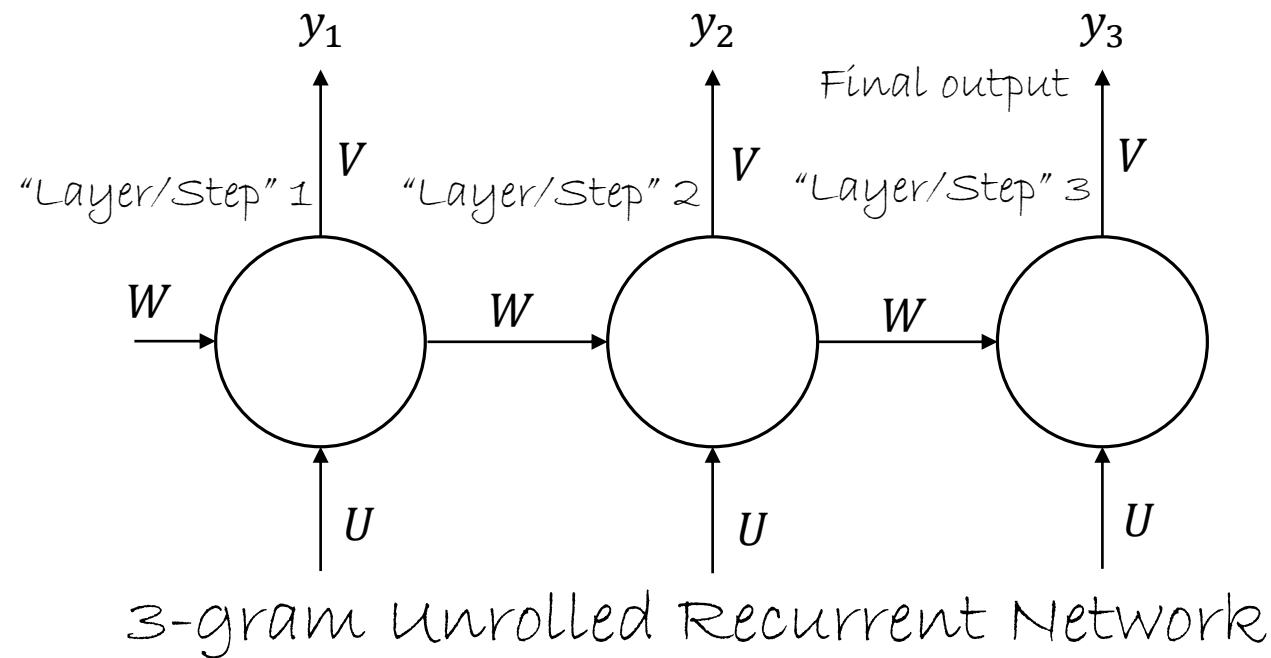 y₁ y₂ y₃
Final output
V V V
“Layer/Step” 1 “Layer/Step” 2 “Layer/Step” 3
W W W
U U U
3-gram Unrolled Recurrent Network